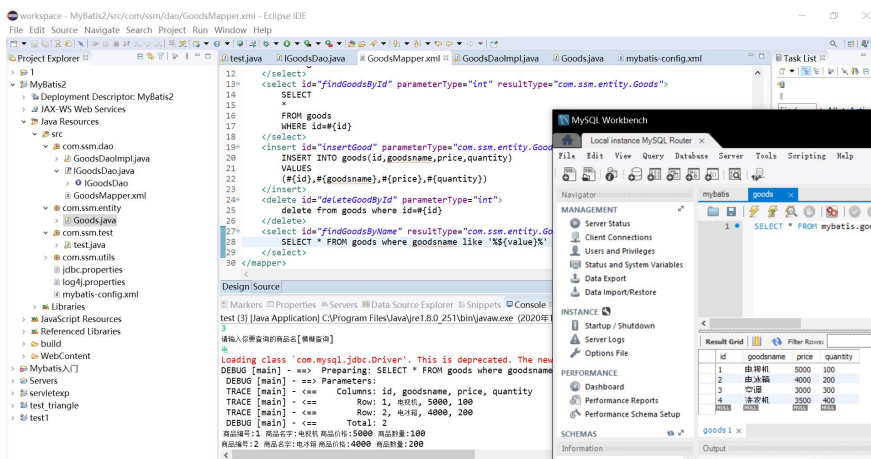 workspace - MyBatis2/src/com/ssm/dao/GoodsMapper.xml - Eclipse IDE
File Edit Source Navigate Search Project Run Window Help
Project Explorer
test.java IGoodsDao.java GoodsMapper.xml GoodsDaoImpl.java Goods.java mybatis-config.xml
Task List
1
MyBatis2
Deployment Descriptor: MyBatis2
JAX-WS Web Services
Java Resources
src
com.ssm.dao
GoodsDaoImpl.java
IGoodsDao.java
IGoodsDao
GoodsMapper.xml
com.ssm.entity
Goods.java
com.ssm.test
test.java
com.ssm.utils
jdbc.properties
log4j.properties
mybatis-config.xml
Libraries
JavaScript Resources
Referenced Libraries
build
WebContent
Mybatis入门
Servers
servletexp
test_triangle
test1
12 </select>
13 <select id="findGoodsById" parameterType="int" resultType="com.ssm.entity.Goods">
14 SELECT
15 *
16 FROM goods
17 WHERE id=#{id}
18 </select>
19 <insert id="insertGood" parameterType="com.ssm.entity.Good
20 INSERT INTO goods(id,goodsname,price,quantity)
21 VALUES
22 (#{id},#{goodsname},#{price},#{quantity})
23 </insert>
24 <delete id="deleteGoodById" parameterType="int">
25 delete from goods where id=#{id}
26 </delete>
27 <select id="findGoodsByName" resultType="com.ssm.entity.Go
28 SELECT * FROM goods where goodsname like '%${value}%'
29 </select>
30 </mapper>
Design Source
Markers Properties Servers Data Source Explorer Snippets Console
test (3) [Java Application] C:\Program Files\Java\jre1.8.0_251\bin\javaw.exe (2020年1
3
请输入你要查询的商品名[模糊查询]
电
Loading class `com.mysql.jdbc.Driver'. This is deprecated. The new
DEBUG [main] - ==> Preparing: SELECT * FROM goods where goodsname
DEBUG [main] - ==> Parameters:
TRACE [main] - <== Columns: id, goodsname, price, quantity
TRACE [main] - <== Row: 1, 电视机, 5000, 100
TRACE [main] - <== Row: 2, 电冰箱, 4000, 200
DEBUG [main] - <== Total: 2
商品编号:1 商品名字:电视机 商品价格:5000 商品数量:100
商品编号:2 商品名字:电冰箱 商品价格:4000 商品数量:200
MySQL Workbench
Local instance MySQL Router
File Edit View Query Database Server Tools Scripting Help
Navigator
mybatis goods
MANAGEMENT
Server Status
Client Connections
Users and Privileges
Status and System Variables
Data Export
Data Import/Restore
INSTANCE
Startup / Shutdown
Server Logs
Options File
PERFORMANCE
Dashboard
Performance Reports
Performance Schema Setup
SCHEMAS
Information
1 SELECT * FROM mybatis.goo
Result Grid Filter Rows:
id goodsname price quantity
1 电视机 5000 100
2 电冰箱 4000 200
3 空调 3000 300
4 洗衣机 3500 400
NULL NULL NULL NULL
goods 1
Output